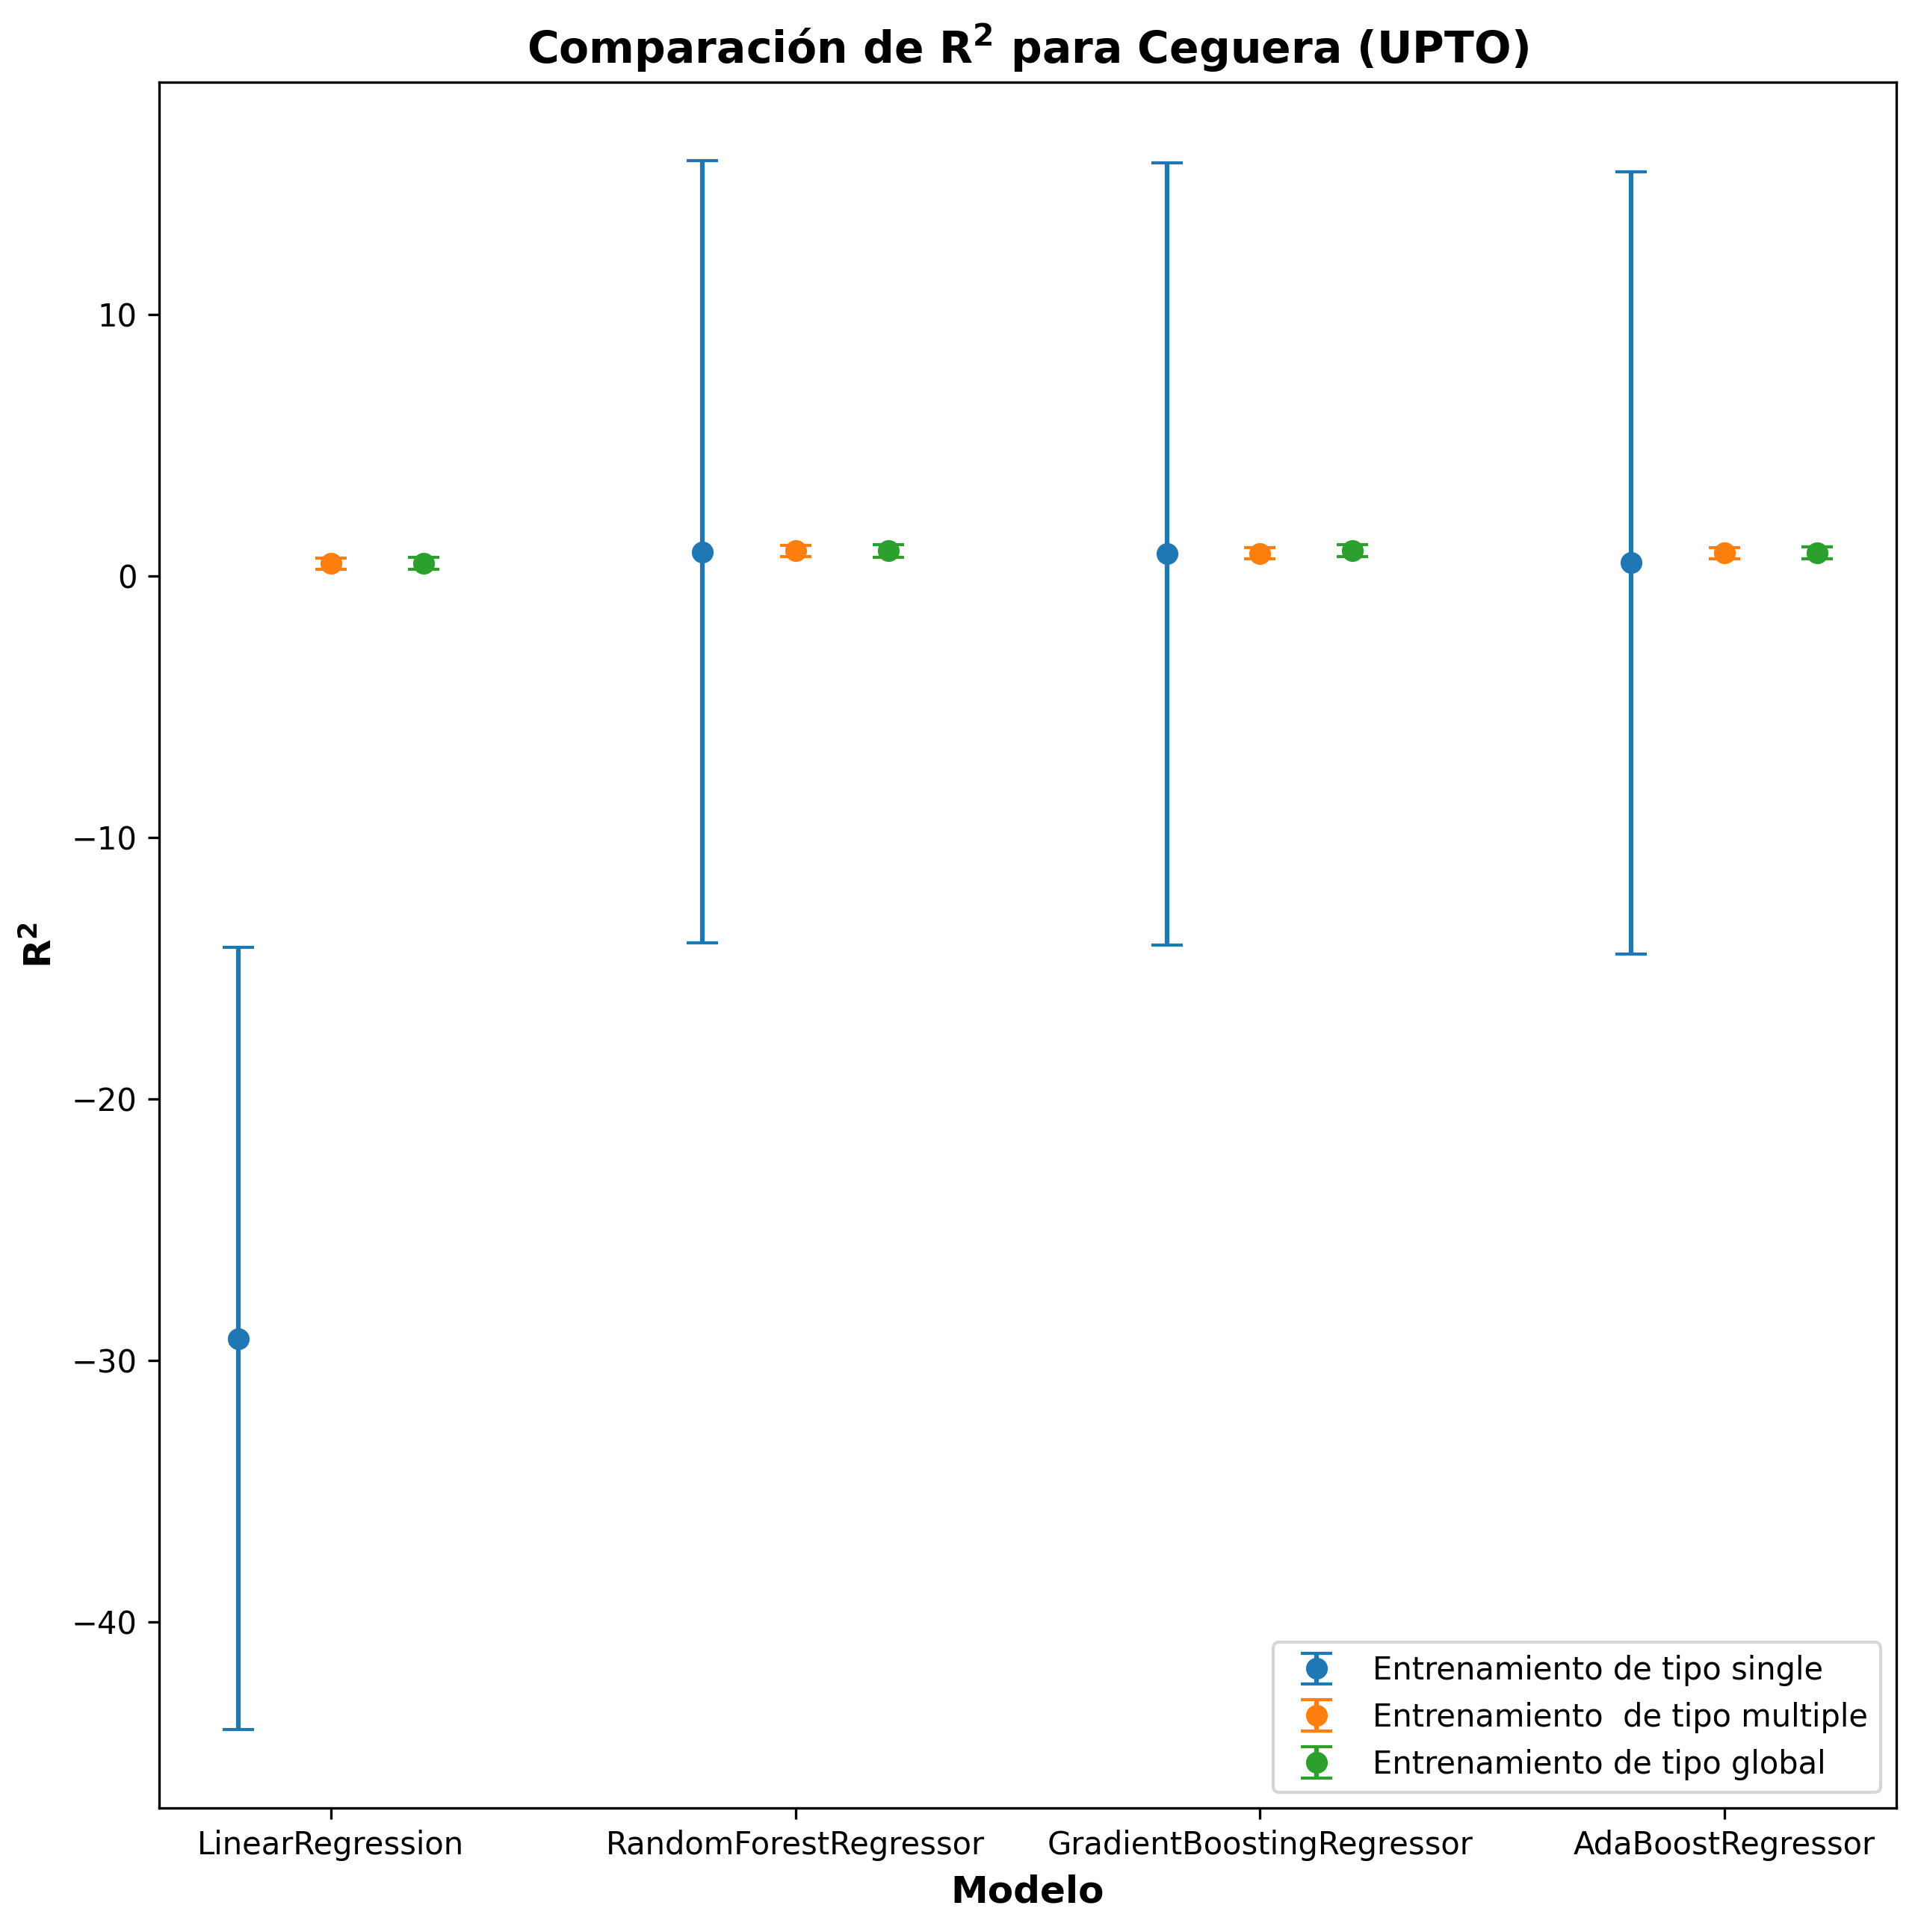 Comparación de R² para Ceguera (UPTO)
R²
10
0
−10
−20
−30
−40
Entrenamiento de tipo single
Entrenamiento  de tipo multiple
Entrenamiento de tipo global
LinearRegression
RandomForestRegressor
GradientBoostingRegressor
AdaBoostRegressor
Modelo